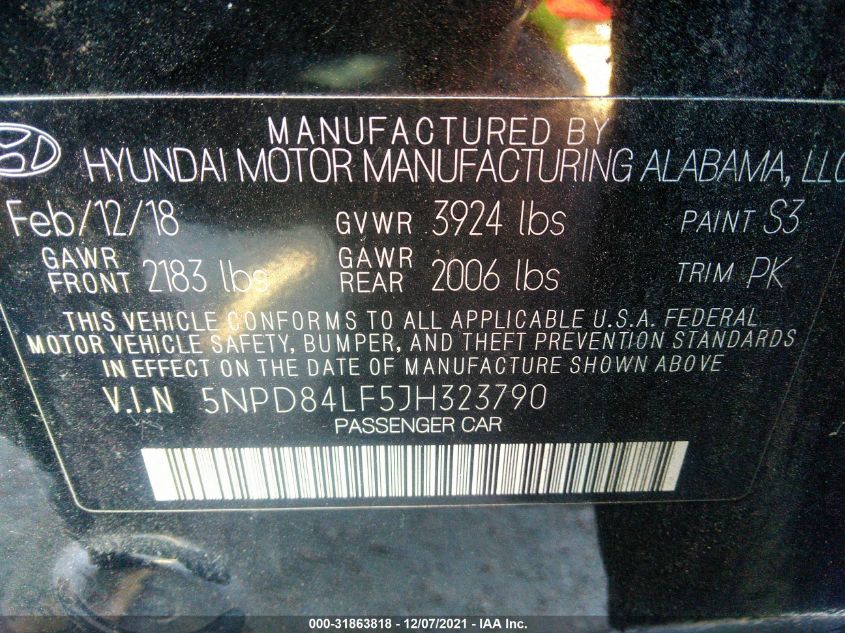 MANUFACTURED BY
HYUNDAI MOTOR MANUFACTURING ALABAMA, LLC
Feb/12/18 GVWR 3924 lbs PAINT S3
GAWR FRONT 2183 lbs GAWR REAR 2006 lbs TRIM PK
THIS VEHICLE CONFORMS TO ALL APPLICABLE U.S.A. FEDERAL
MOTOR VEHICLE SAFETY, BUMPER, AND THEFT PREVENTION STANDARDS
IN EFFECT ON THE DATE OF MANUFACTURE SHOWN ABOVE
V.I.N 5NPD84LF5JH323790
PASSENGER CAR
000-31863818 - 12/07/2021 - IAA Inc.